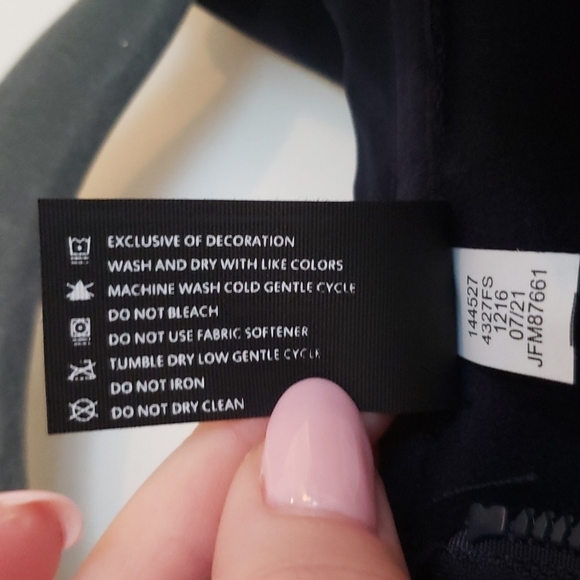 EXCLUSIVE OF DECORATION
WASH AND DRY WITH LIKE COLORS
MACHINE WASH COLD GENTLE CYCLE
DO NOT BLEACH
DO NOT USE FABRIC SOFTENER
TUMBLE DRY LOW GENTLE CYCLE
DO NOT IRON
DO NOT DRY CLEAN
144527
4327FS
1216
07/21
JFM87661